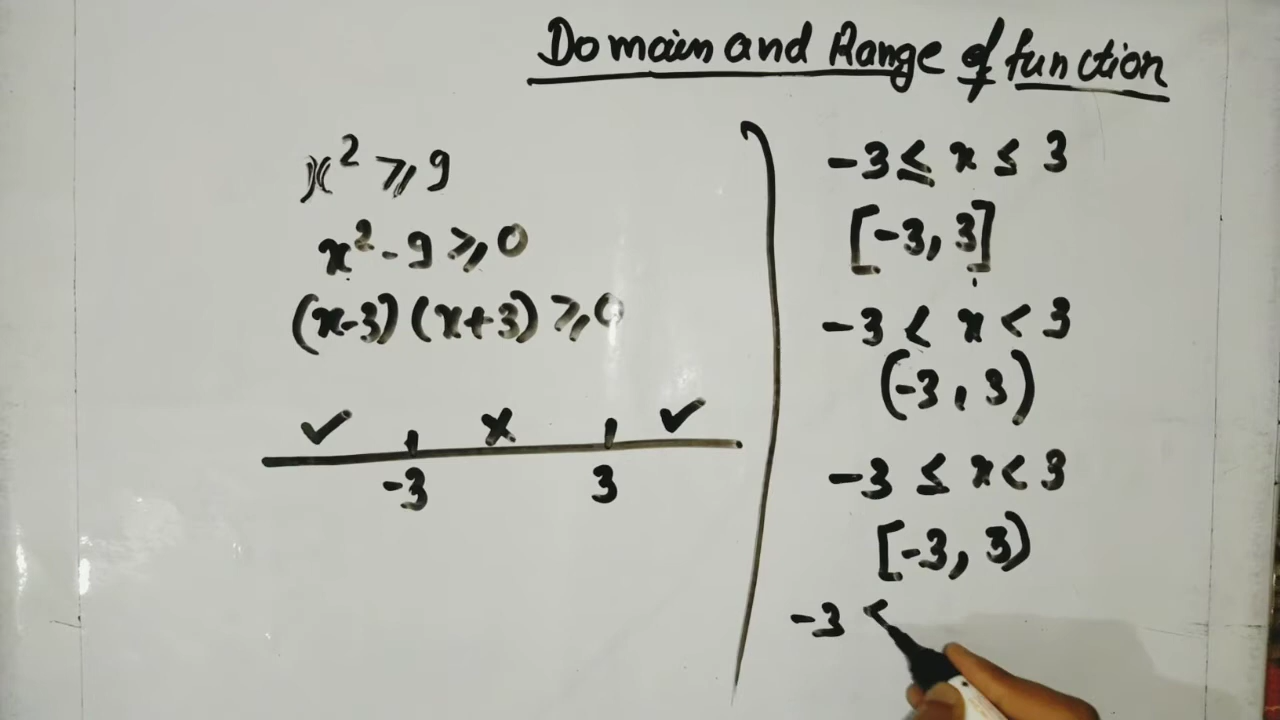 Domain and Range of function
x² ≥ 9
x² - 9 ≥ 0
(x-3) (x+3) ≥ 0
✓ x ✓
-3 3
-3 ≤ x ≤ 3
[-3, 3]
-3 < x < 3
(-3, 3)
-3 ≤ x < 3
[-3, 3)
-3 <